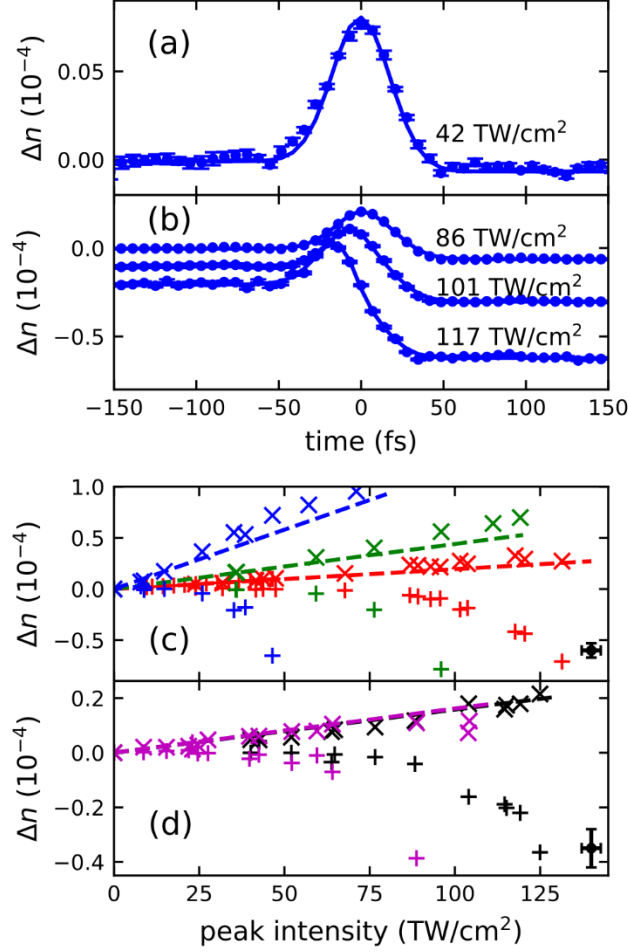 (a)
Δn (10⁻⁴)
0.05
0.00
42 TW/cm²
(b)
Δn (10⁻⁴)
0.0
−0.5
86 TW/cm²
101 TW/cm²
117 TW/cm²
−150 −100 −50 0 50 100 150
time (fs)
Δn (10⁻⁴)
1.0
0.5
0.0
−0.5
(c)
Δn (10⁻⁴)
0.2
0.0
−0.2
−0.4
(d)
0 25 50 75 100 125
peak intensity (TW/cm²)